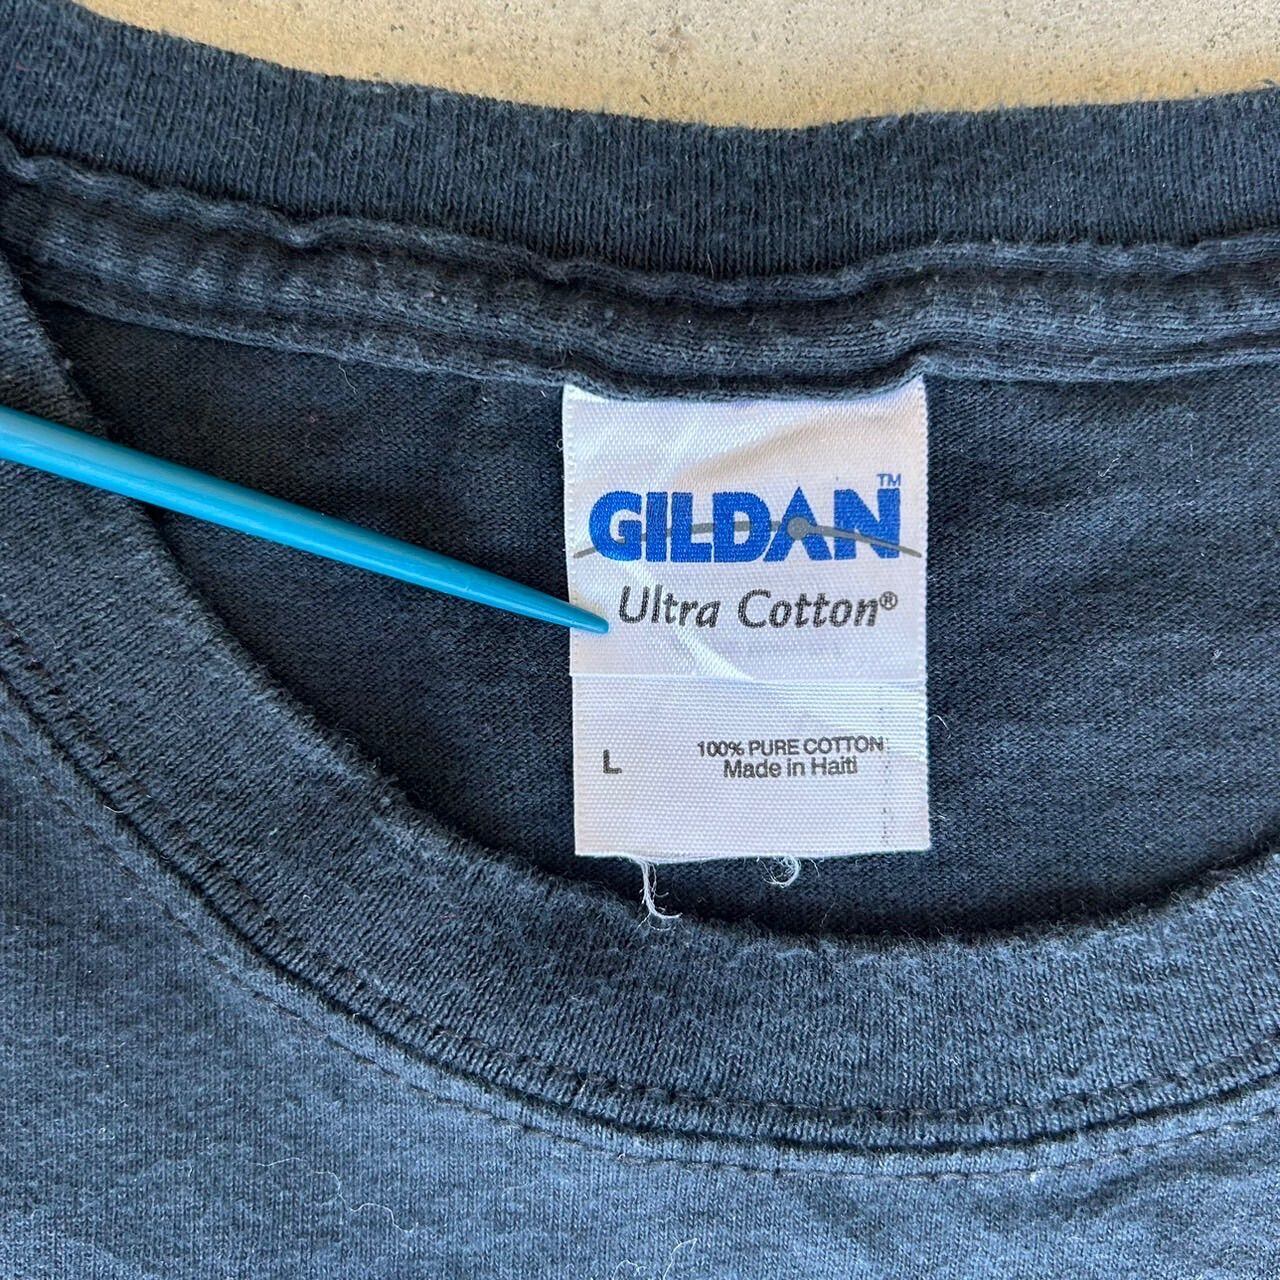 GILDAN™
Ultra Cotton®
L
100% PURE COTTON
Made in Haiti